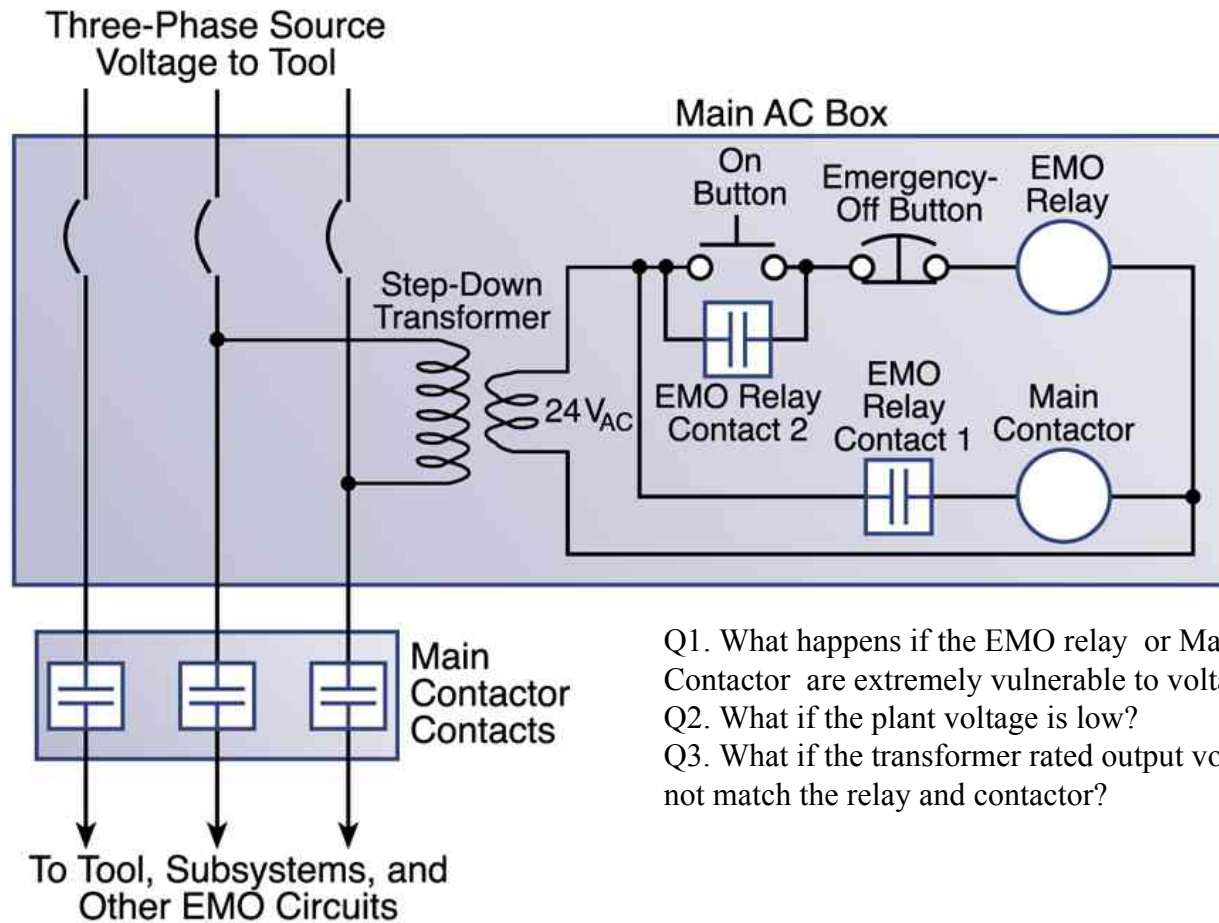 Three-Phase Source
Voltage to Tool
Main AC Box
On
Button
Emergency-
Off Button
EMO
Relay
Step-Down
Transformer
24 VAC
EMO Relay
Contact 2
EMO
Relay
Contact 1
Main
Contactor
Main
Contactor
Contacts
Q1. What happens if the EMO relay or Ma
Contactor are extremely vulnerable to volta
Q2. What if the plant voltage is low?
Q3. What if the transformer rated output vo
not match the relay and contactor?
To Tool, Subsystems, and
Other EMO Circuits